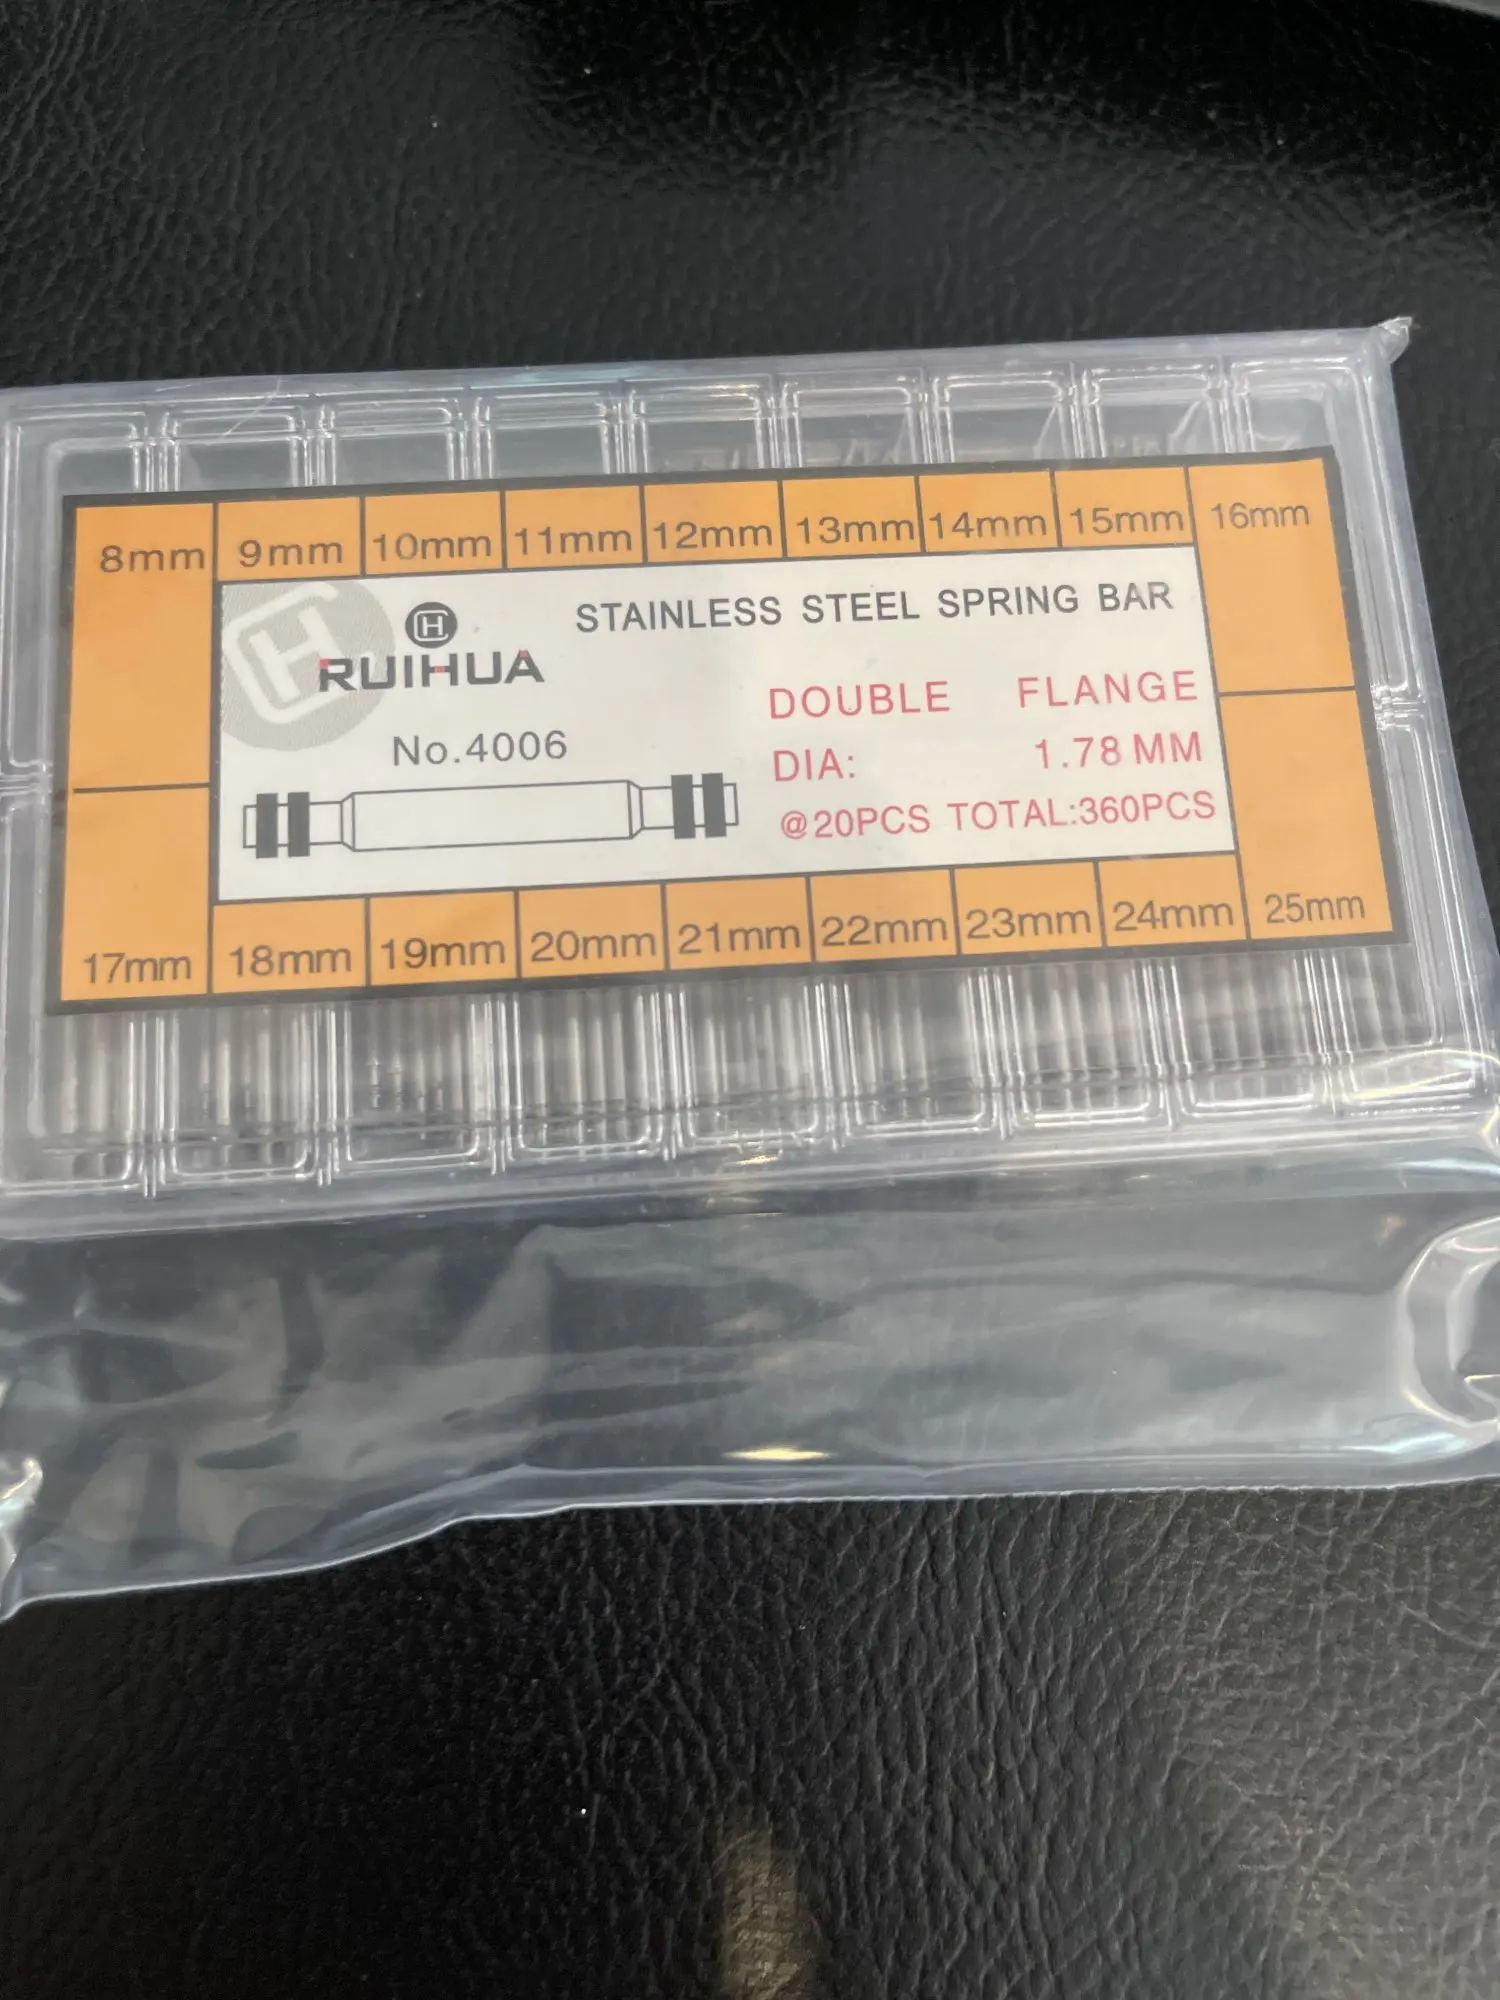 8mm 9mm 10mm 11mm 12mm 13mm 14mm 15mm 16mm
STAINLESS STEEL SPRING BAR
RUIHUA
DOUBLE FLANGE
No.4006
DIA: 1.78 MM
@20PCS TOTAL:360PCS
17mm 18mm 19mm 20mm 21mm 22mm 23mm 24mm 25mm